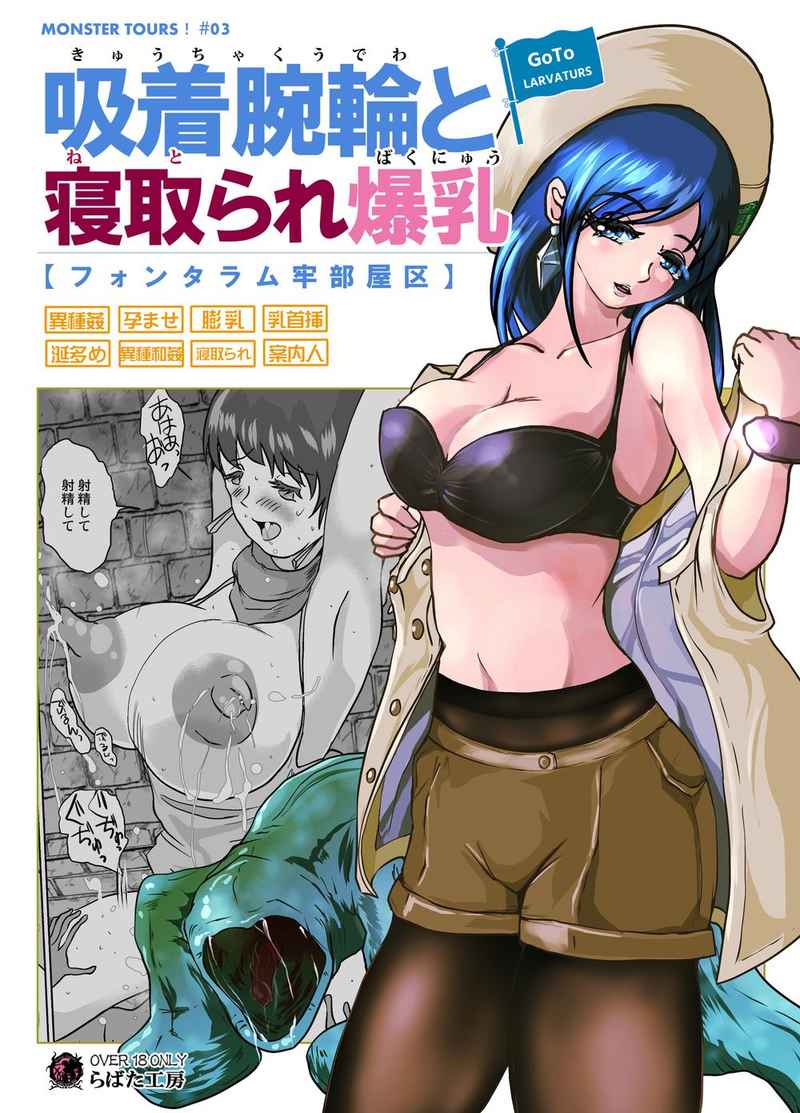 MONSTER TOURS! #03
きゅうちゃくうでわ
吸着腕輪と
ねと ばくにゅう
寝取られ爆乳
【フォンタラム牢部屋区】
GoTo
LARVATURS
異種姦 孕ませ 膨乳 乳首挿
涎多め 異種和姦 寝取られ 案内人
あはぁ、
おっ
射精して
射精して
OVER 18 ONLY
らばた工房